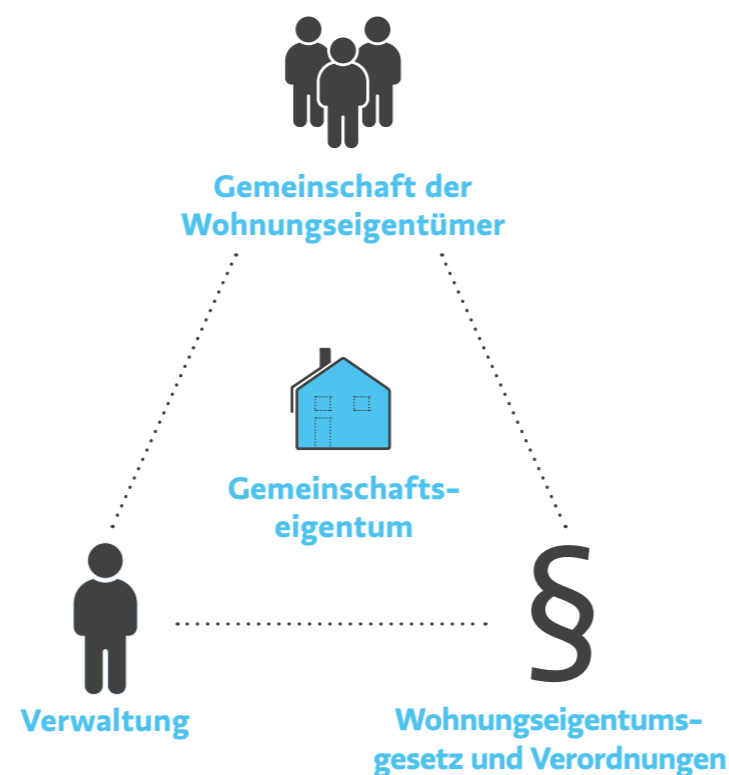 Gemeinschaft der
Wohnungseigentümer
Gemeinschafts-
eigentum
§
Verwaltung
Wohnungseigentums-
gesetz und Verordnungen